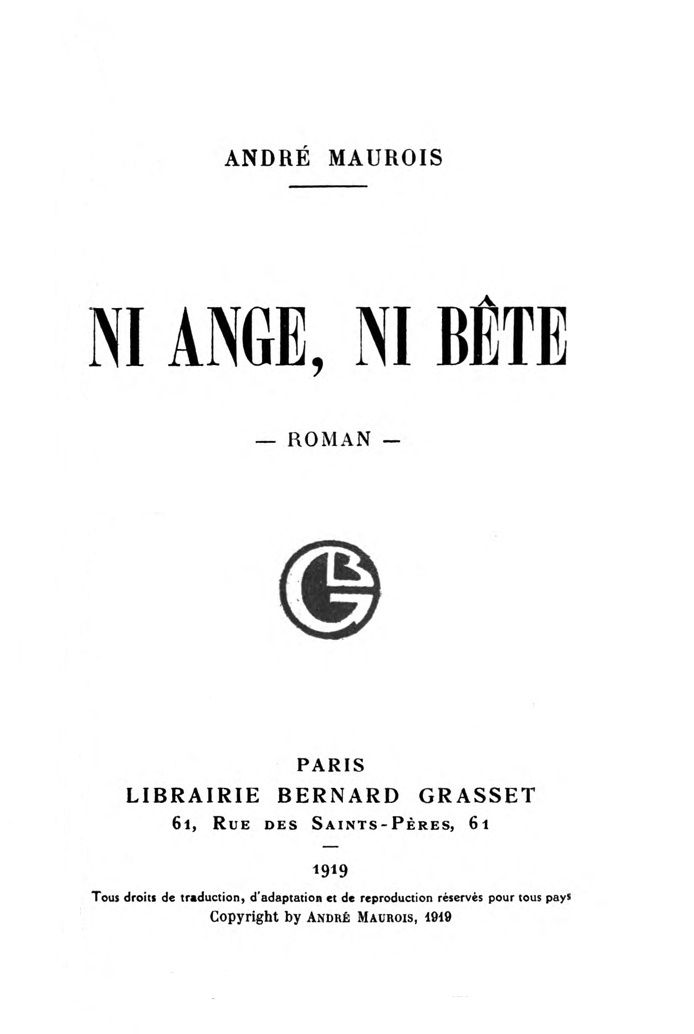 ANDRÉ MAUROIS
NI ANGE, NI BÊTE
— ROMAN —
GB
PARIS
LIBRAIRIE BERNARD GRASSET
61, RUE DES SAINTS-PÈRES, 61
1919
Tous droits de traduction, d'adaptation et de reproduction réservés pour tous pays
Copyright by ANDRÉ MAUROIS, 1919